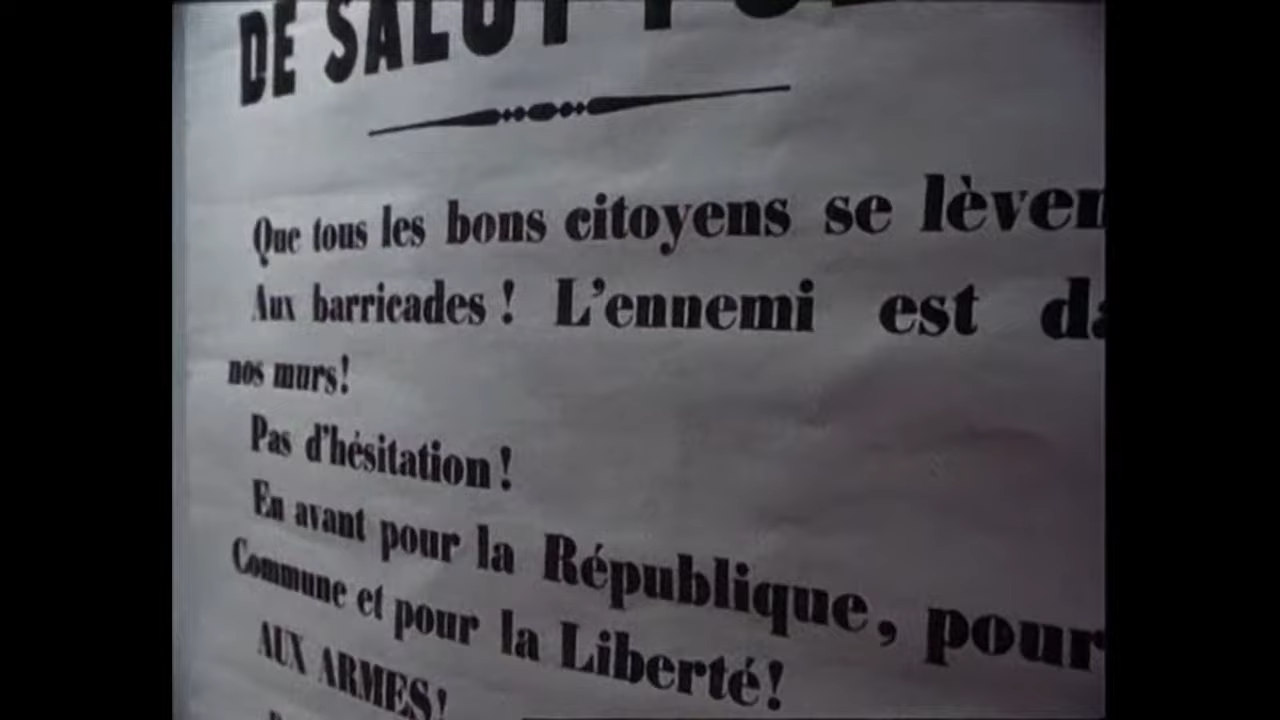 DE SALUT
Que tous les bons citoyens se lèven
Aux barricades ! L'ennemi est da
nos murs!
Pas d'hésitation !
En avant pour la République, pour
Commune et pour la Liberté!
AUX ARMES!